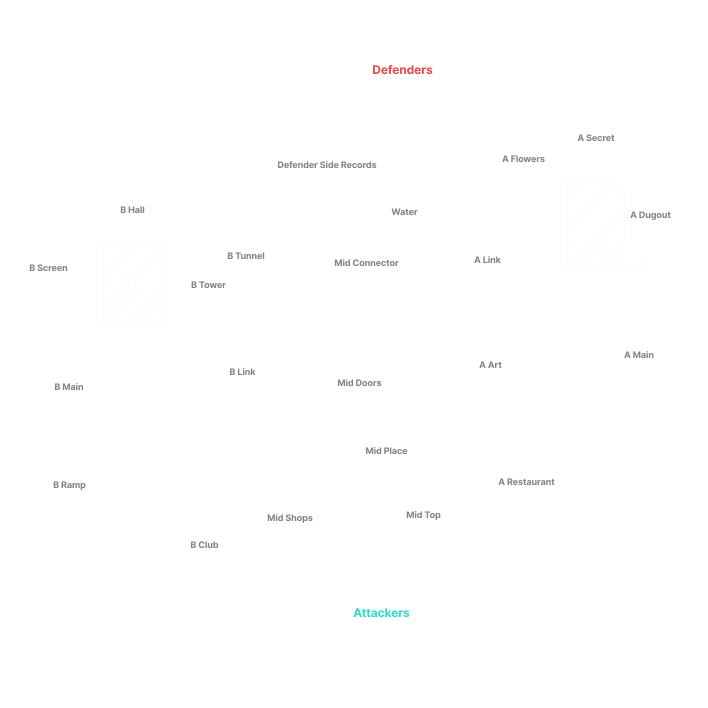 Defenders
A Secret
A Flowers
Defender Side Records
B Hall
Water
A Dugout
B Tunnel
Mid Connector
A Link
B Screen
B Tower
A Main
A Art
B Link
Mid Doors
B Main
Mid Place
A Restaurant
B Ramp
Mid Shops
Mid Top
B Club
Attackers